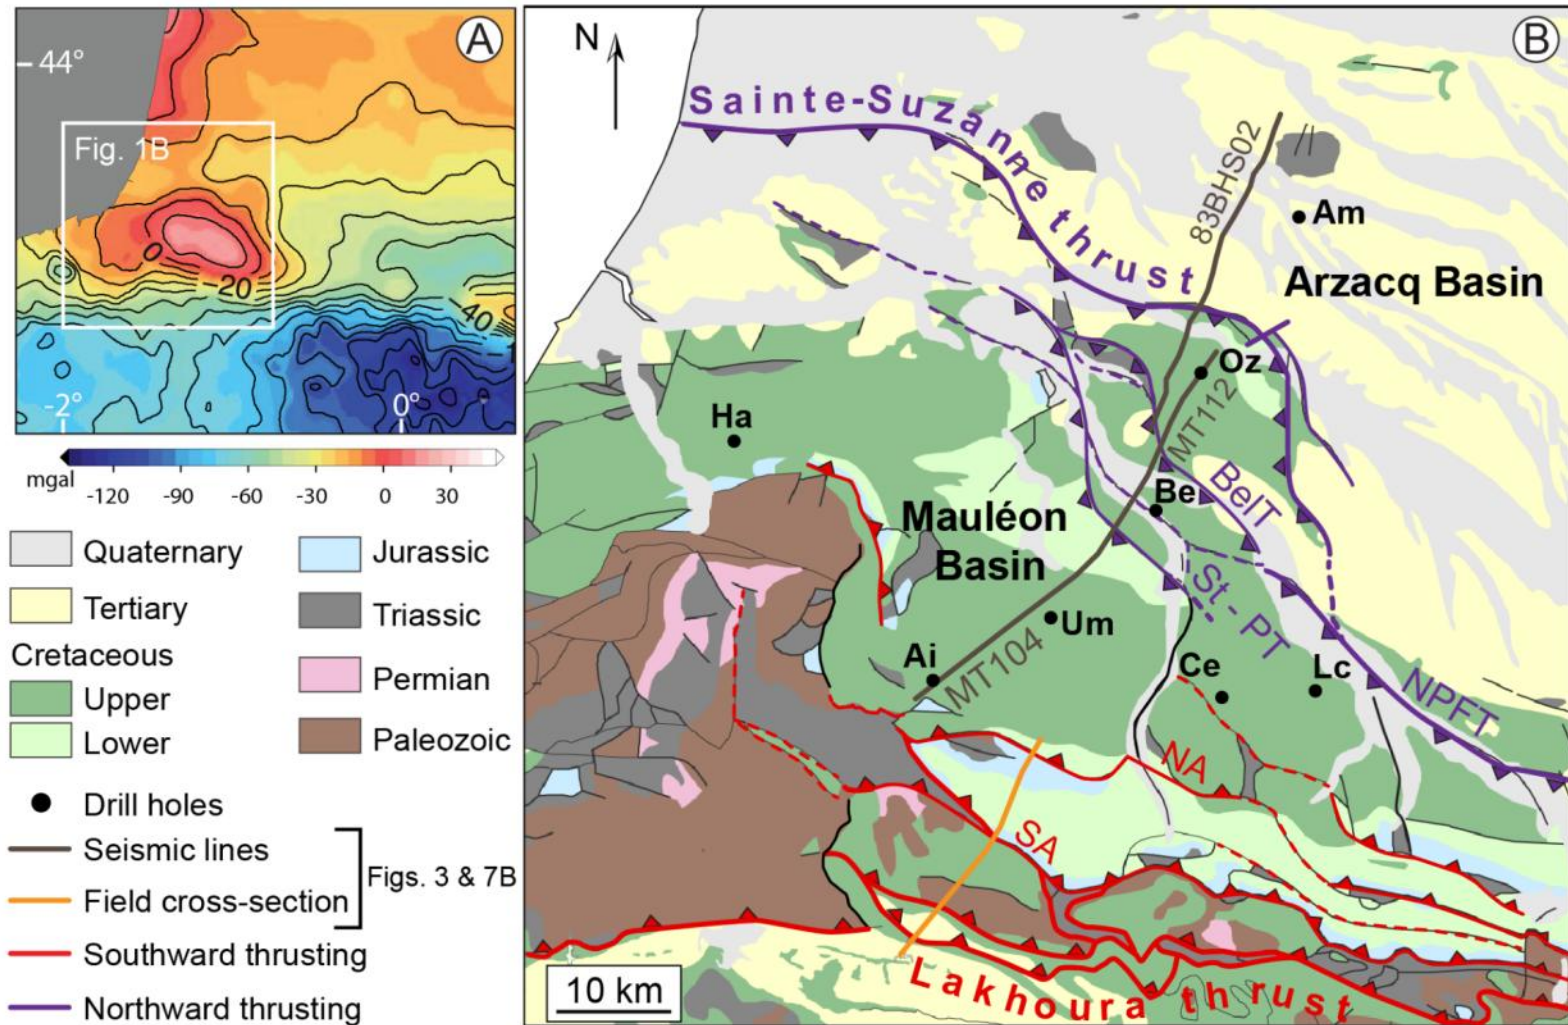 A
44°
Fig. 1B
0
-20
-40
-2°
0°
mgal
-120 -90 -60 -30 0 30
Quaternary
Tertiary
Cretaceous
Upper
Lower
Jurassic
Triassic
Permian
Paleozoic
Drill holes
Seismic lines
Field cross-section
Figs. 3 & 7B
Southward thrusting
Northward thrusting
B
N
Sainte-Suzanne thrust
83BHS02
Am
Arzacq Basin
Oz
MT112
Ha
Be
BelT
Mauléon
Basin
St - PT
Um
Ai
MT104
Ce
Lc
NPFT
NA
SA
Lakhoura thrust
10 km